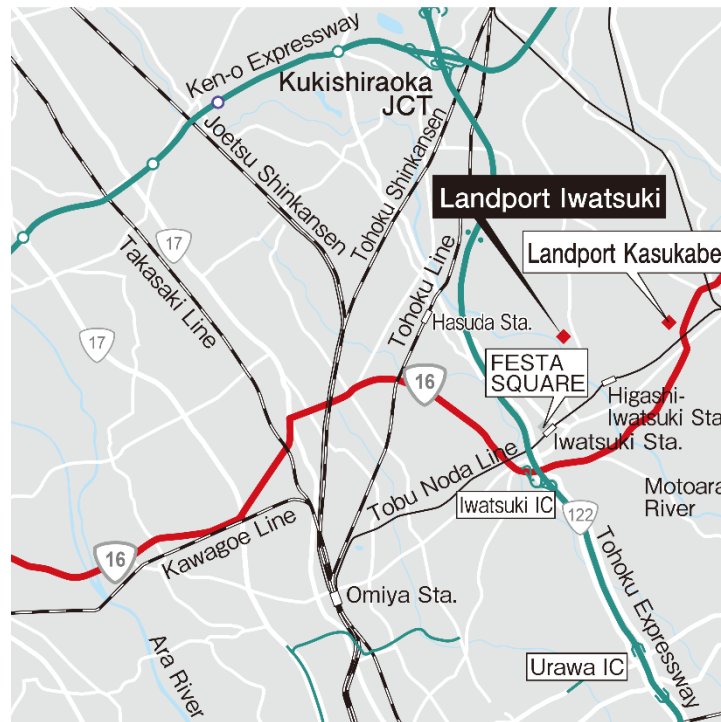 Ken-o Expressway
Kukishiraoka
JCT
Joetsu Shinkansen
Tohoku Shinkansen
Landport Iwatsuki
17
Landport Kasukabe
Takasaki Line
Tohoku Line
Hasuda Sta.
17
16
FESTA
SQUARE
Higashi-
Iwatsuki Sta
Iwatsuki Sta.
Tobu Noda Line
Iwatsuki IC
Motoara
River
122
16
Kawagoe Line
Omiya Sta.
Tohoku Expressway
Ara River
Urawa IC